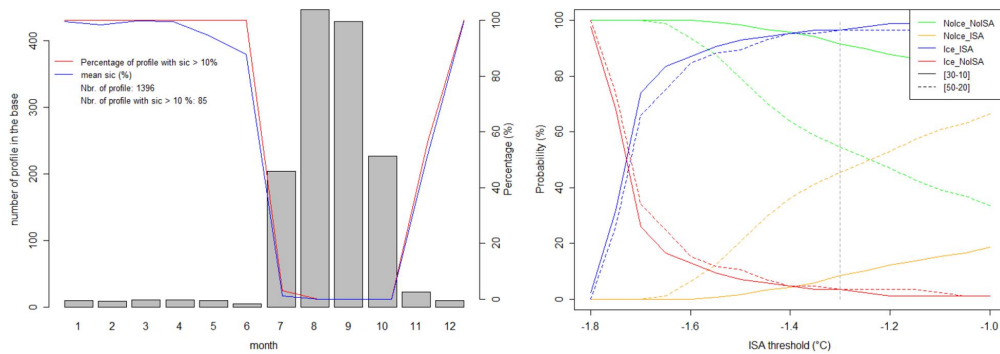 number of profile in the base
0
100
200
300
400
Percentage of profile with sic > 10%
mean sic (%)
Nbr. of profile: 1396
Nbr. of profile with sic > 10 %: 85
1 2 3 4 5 6 7 8 9 10 11 12
month
0
20
40
60
80
100
Percentage (%)
Probability (%)
0
20
40
60
80
100
NoIce_NoISA
NoIce_ISA
Ice_ISA
Ice_NoISA
[30-10]
[50-20]
-1.8 -1.6 -1.4 -1.2 -1.0
ISA threshold (°C)